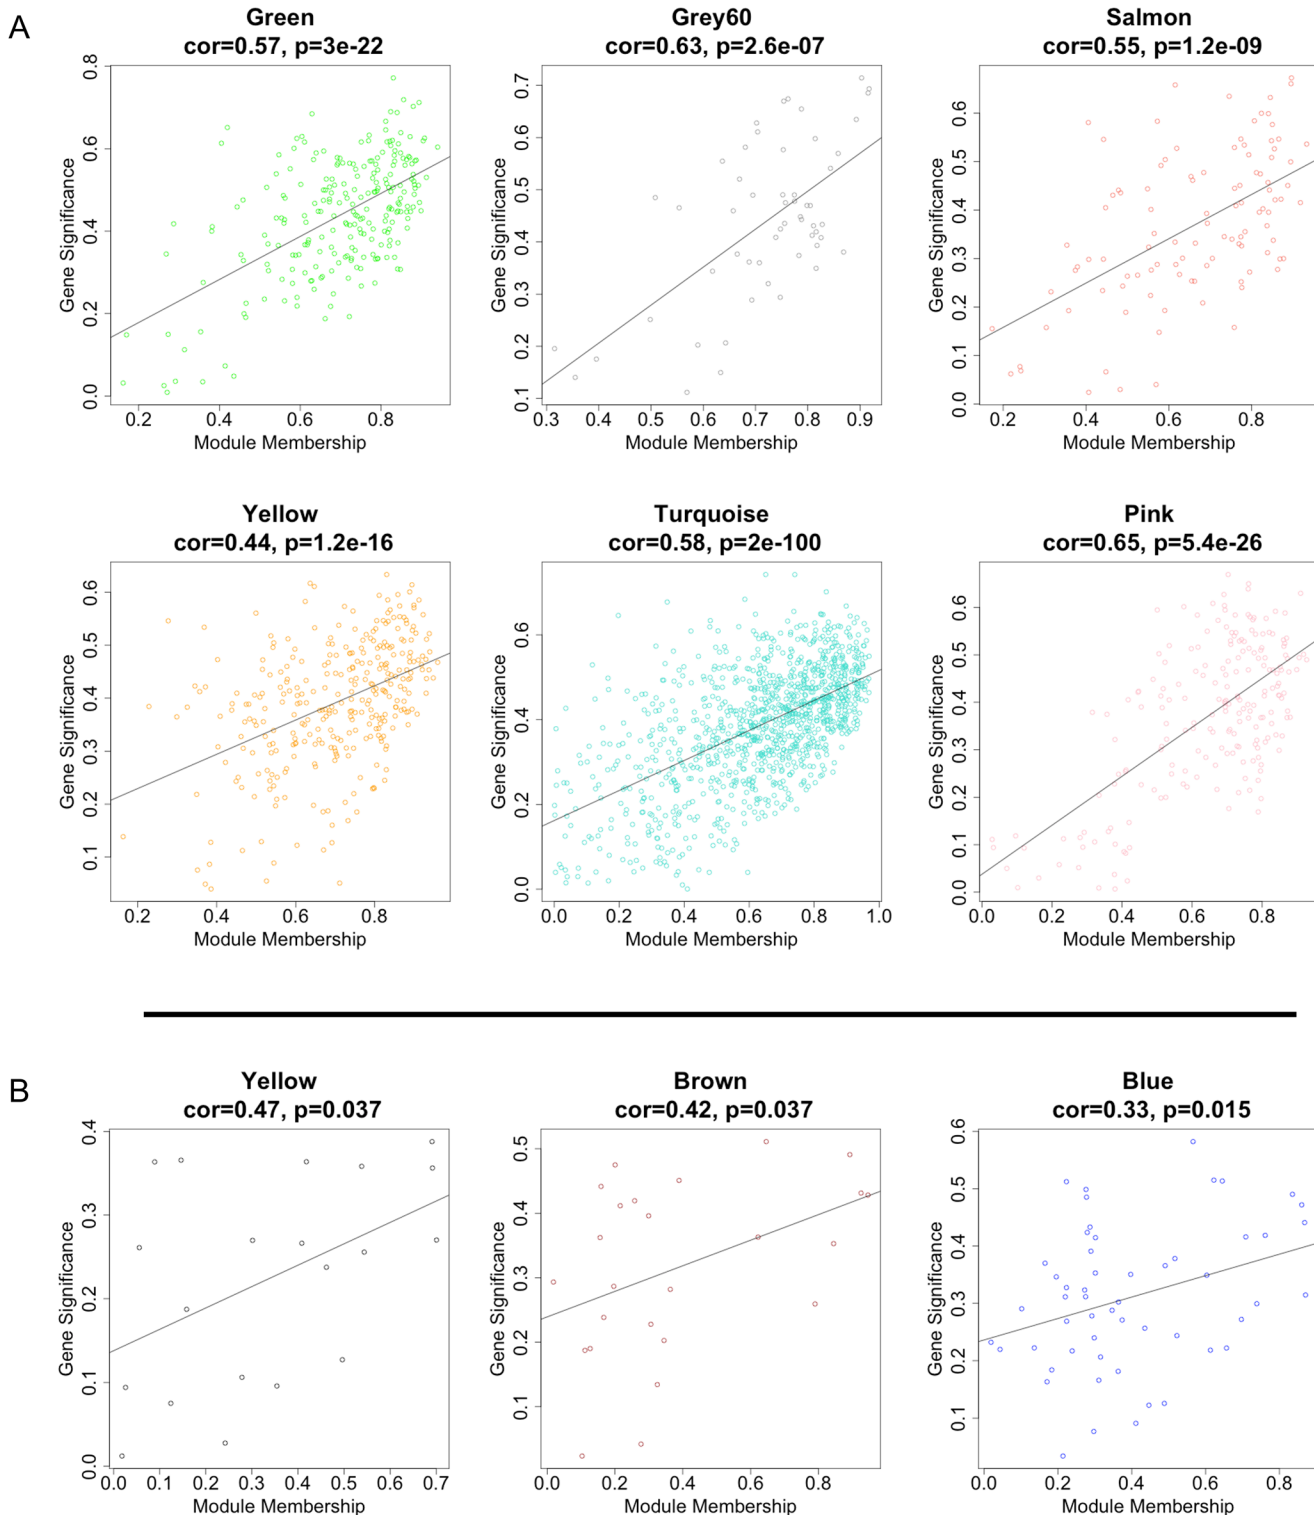 A
Green
cor=0.57, p=3e-22
Gene Significance
0.0 0.2 0.4 0.6 0.8
0.2 0.4 0.6 0.8
Module Membership
Grey60
cor=0.63, p=2.6e-07
Gene Significance
0.1 0.2 0.3 0.4 0.5 0.6 0.7
0.3 0.4 0.5 0.6 0.7 0.8 0.9
Module Membership
Salmon
cor=0.55, p=1.2e-09
Gene Significance
0.0 0.1 0.2 0.3 0.4 0.5 0.6
0.2 0.4 0.6 0.8
Module Membership
Yellow
cor=0.44, p=1.2e-16
Gene Significance
0.1 0.2 0.3 0.4 0.5 0.6
0.2 0.4 0.6 0.8
Module Membership
Turquoise
cor=0.58, p=2e-100
Gene Significance
0.0 0.2 0.4 0.6
0.0 0.2 0.4 0.6 0.8 1.0
Module Membership
Pink
cor=0.65, p=5.4e-26
Gene Significance
0.0 0.1 0.2 0.3 0.4 0.5 0.6
0.0 0.2 0.4 0.6 0.8
Module Membership
B
Yellow
cor=0.47, p=0.037
Gene Significance
0.0 0.1 0.2 0.3 0.4
0.0 0.1 0.2 0.3 0.4 0.5 0.6 0.7
Module Membership
Brown
cor=0.42, p=0.037
Gene Significance
0.1 0.2 0.3 0.4 0.5
0.0 0.2 0.4 0.6 0.8
Module Membership
Blue
cor=0.33, p=0.015
Gene Significance
0.1 0.2 0.3 0.4 0.5 0.6
0.0 0.2 0.4 0.6 0.8
Module Membership